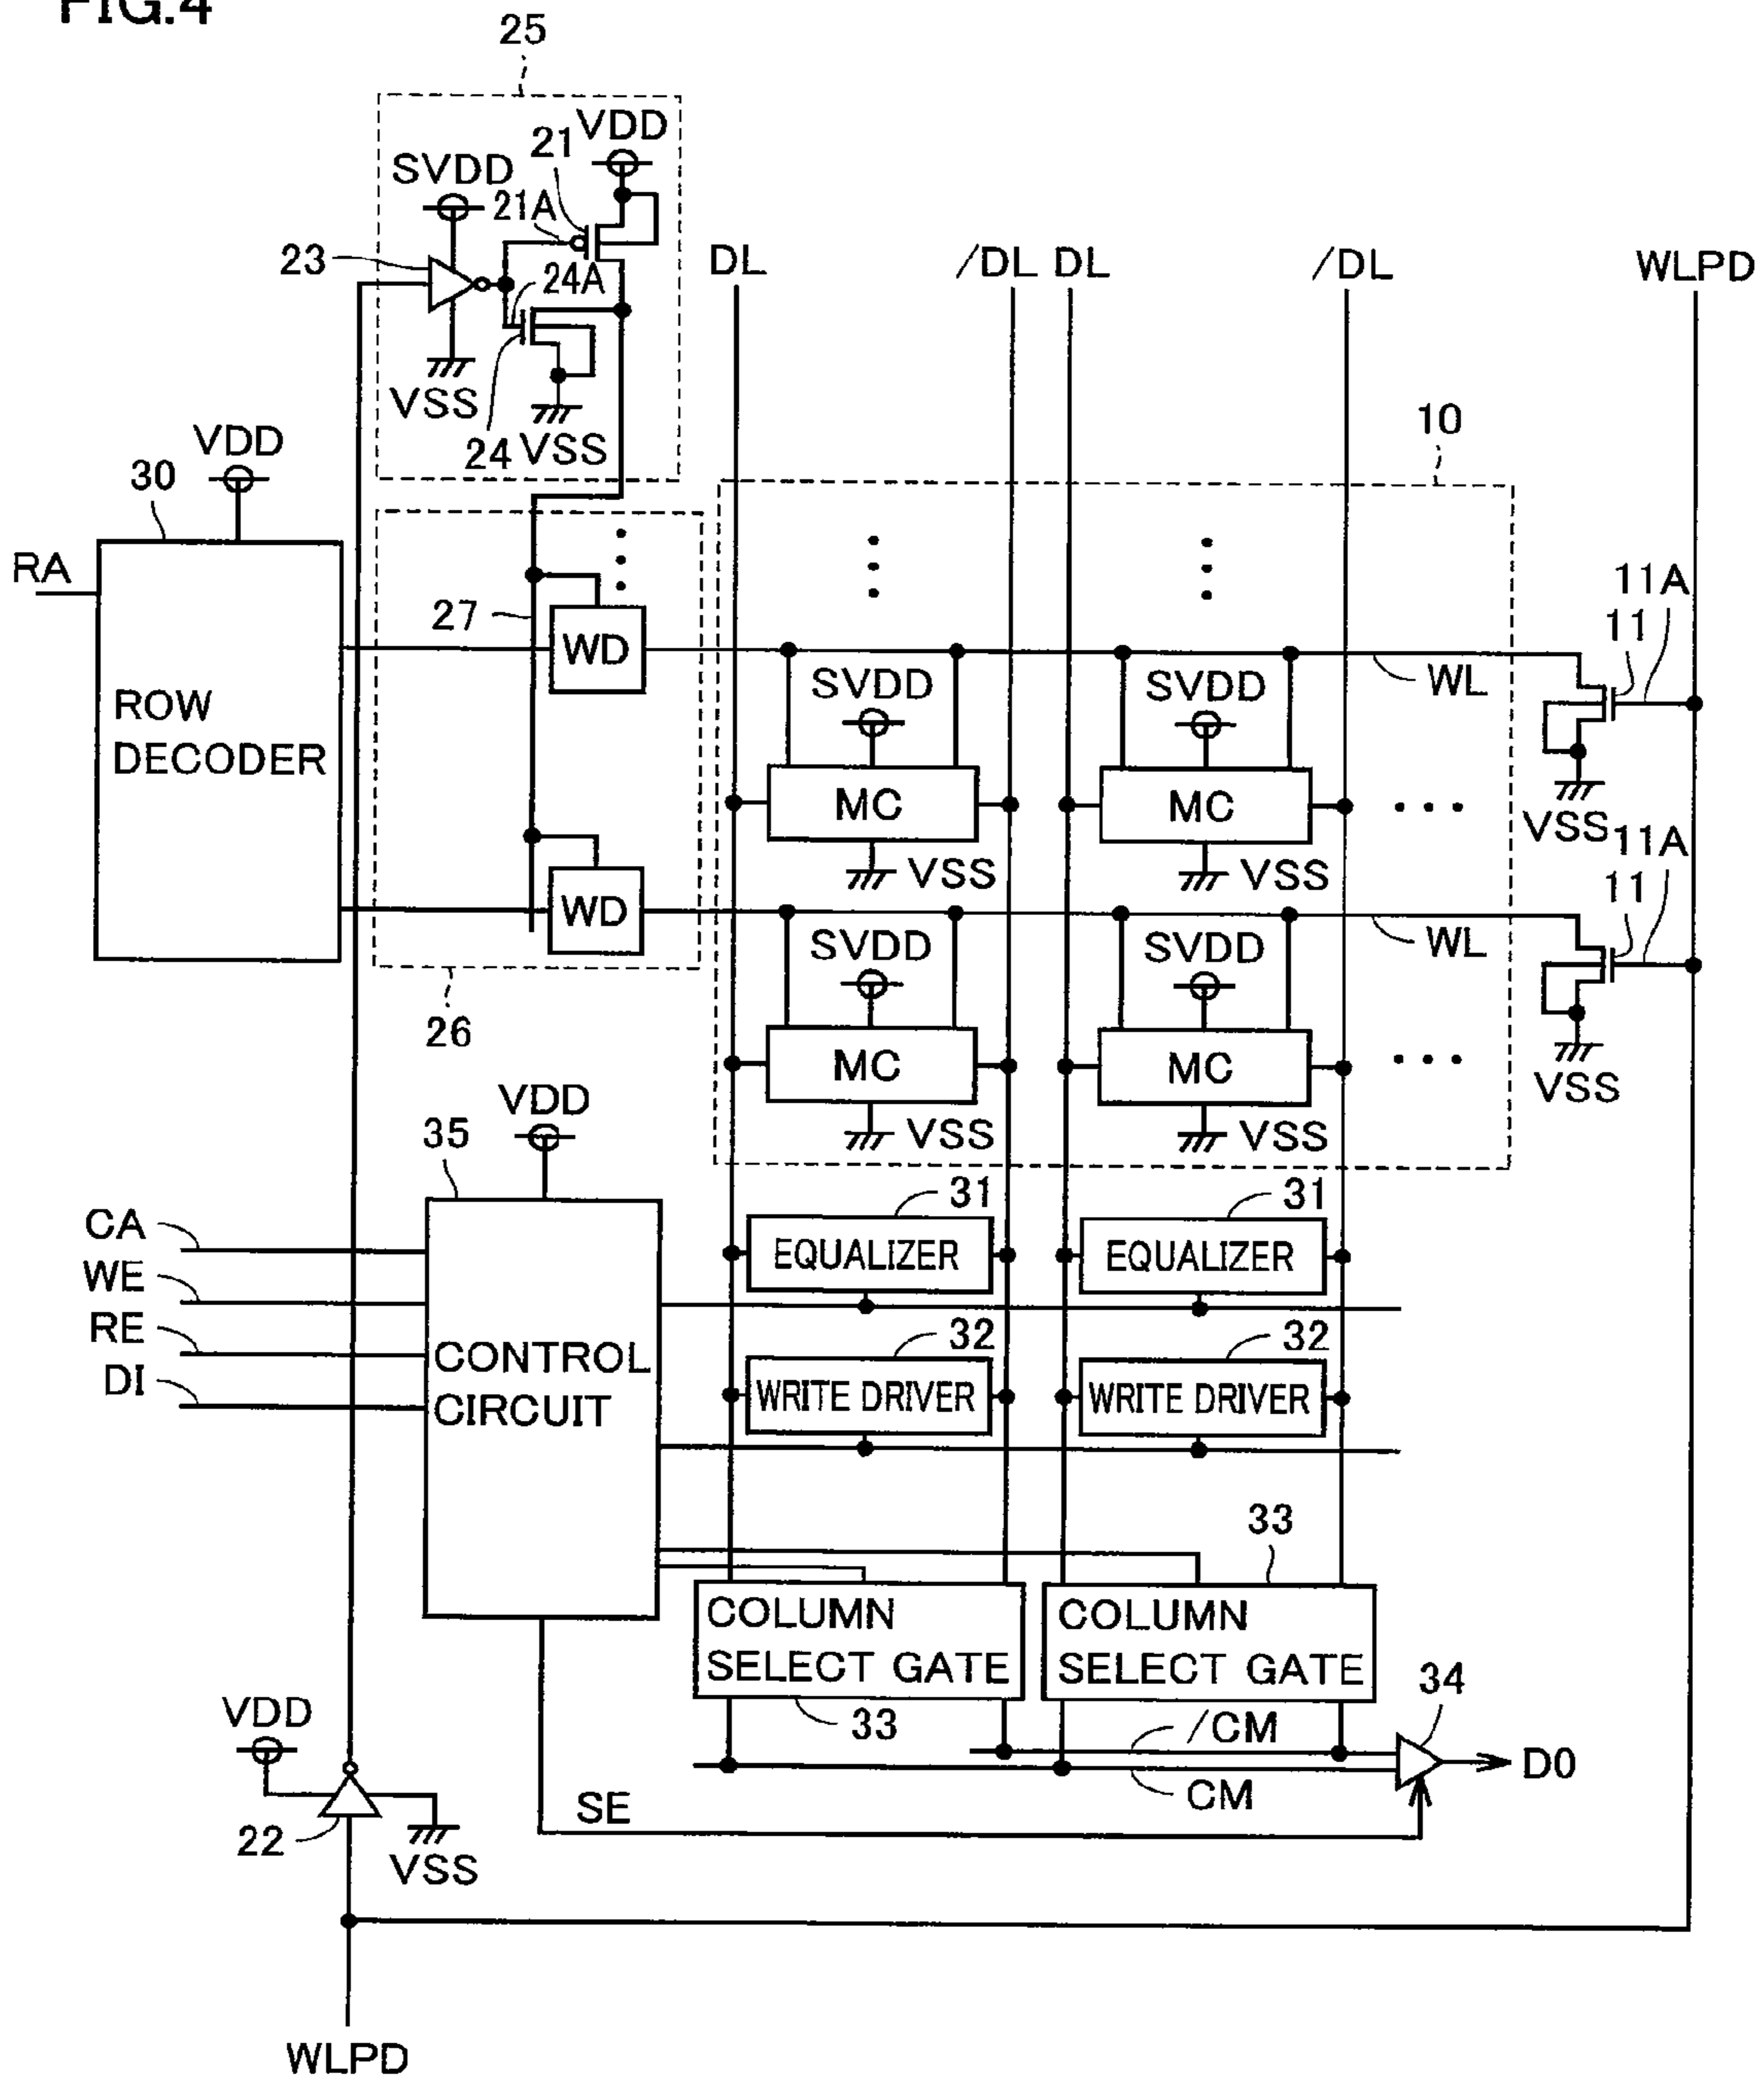 FIG.4
25
VDD
21
SVDD
21A
23
24A
DL
/DL
DL
/DL
WLPD
VSS
24
VSS
10
VDD
30
RA
27
WD
11A
11
ROW
DECODER
SVDD
SVDD
WL
MC
MC
VSS
VSS
VSS
11A
11
WD
SVDD
SVDD
WL
26
MC
MC
VSS
VSS
VSS
VDD
35
31
31
CA
EQUALIZER
EQUALIZER
WE
RE
32
32
CONTROL
CIRCUIT
DI
WRITE DRIVER
WRITE DRIVER
33
COLUMN
SELECT GATE
COLUMN
SELECT GATE
34
VDD
33
/CM
D0
CM
SE
22
VSS
WLPD